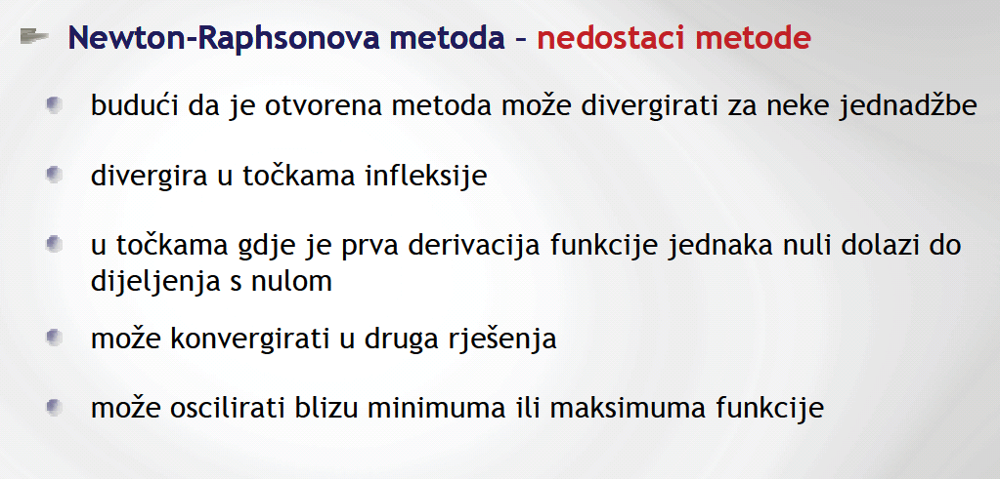 Newton-Raphsonova metoda – nedostaci metode
budući da je otvorena metoda može divergirati za neke jednadžbe
divergira u točkama infleksije
u točkama gdje je prva derivacija funkcije jednaka nuli dolazi do
dijeljenja s nulom
može konvergirati u druga rješenja
može oscilirati blizu minimuma ili maksimuma funkcije